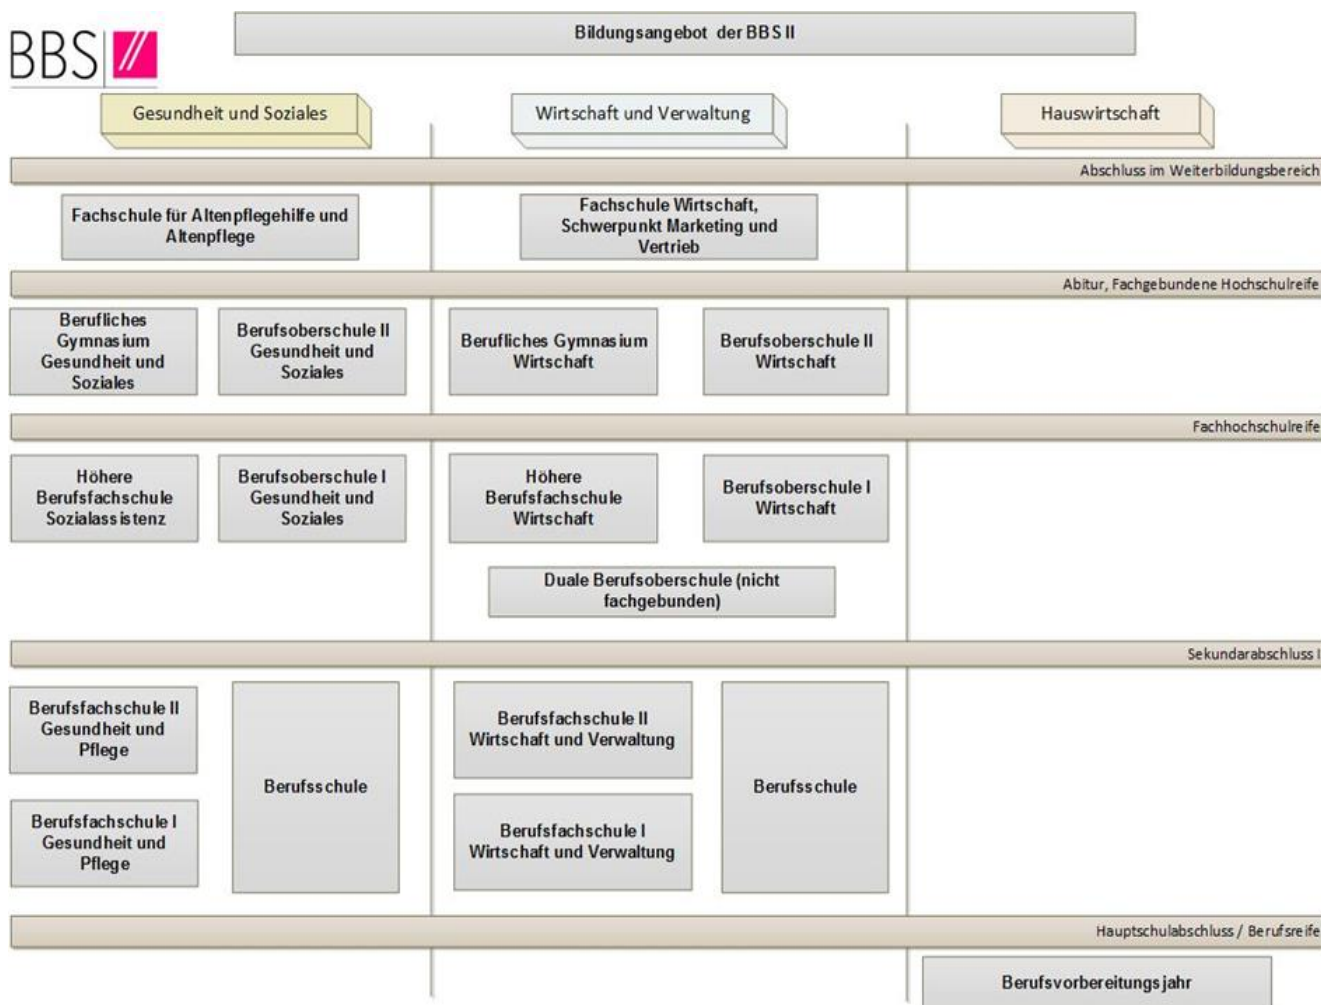 Bildungsangebot der BBS II
BBS
Gesundheit und Soziales
Wirtschaft und Verwaltung
Hauswirtschaft
Abschluss im Weiterbildungsbereich
Fachschule für Altenpflegehilfe und
Altenpflege
Fachschule Wirtschaft,
Schwerpunkt Marketing und
Vertrieb
Abitur, Fachgebundene Hochschulreife
Berufliches
Gymnasium
Gesundheit und
Soziales
Berufsoberschule II
Gesundheit und
Soziales
Berufliches Gymnasium
Wirtschaft
Berufsoberschule II
Wirtschaft
Fachhochschulreife
Höhere
Berufsfachschule
Sozialassistenz
Berufsoberschule I
Gesundheit und
Soziales
Höhere
Berufsfachschule
Wirtschaft
Berufsoberschule I
Wirtschaft
Duale Berufsoberschule (nicht
fachgebunden)
Sekundarabschluss I
Berufsfachschule II
Gesundheit und
Pflege
Berufsschule
Berufsfachschule II
Wirtschaft und Verwaltung
Berufsschule
Berufsfachschule I
Gesundheit und
Pflege
Berufsfachschule I
Wirtschaft und Verwaltung
Hauptschulabschluss / Berufsreife
Berufsvorbereitungsjahr